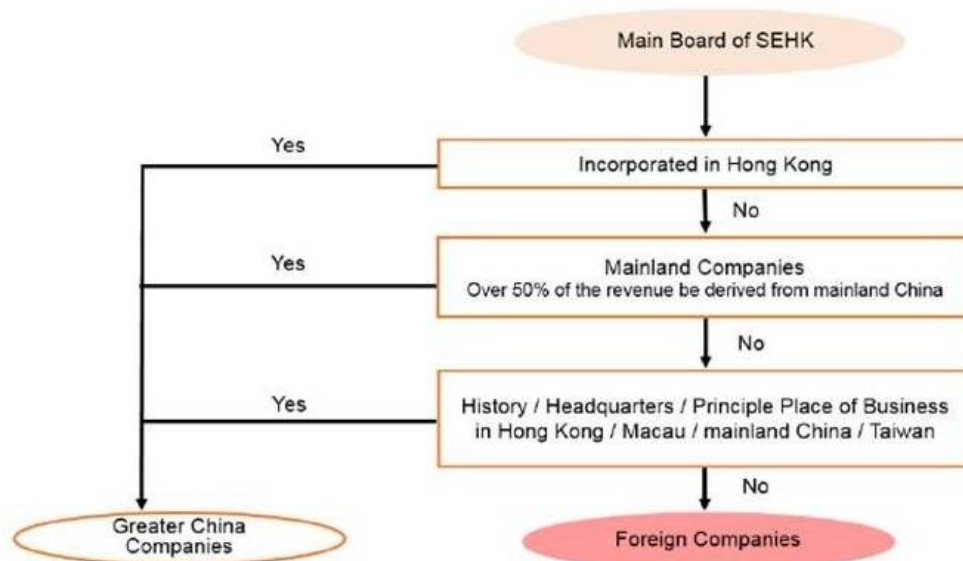 Main Board of SEHK
Yes
Incorporated in Hong Kong
No
Yes
Mainland Companies
Over 50% of the revenue be derived from mainland China
No
Yes
History / Headquarters / Principle Place of Business
in Hong Kong / Macau / mainland China / Taiwan
No
Greater China
Companies
Foreign Companies